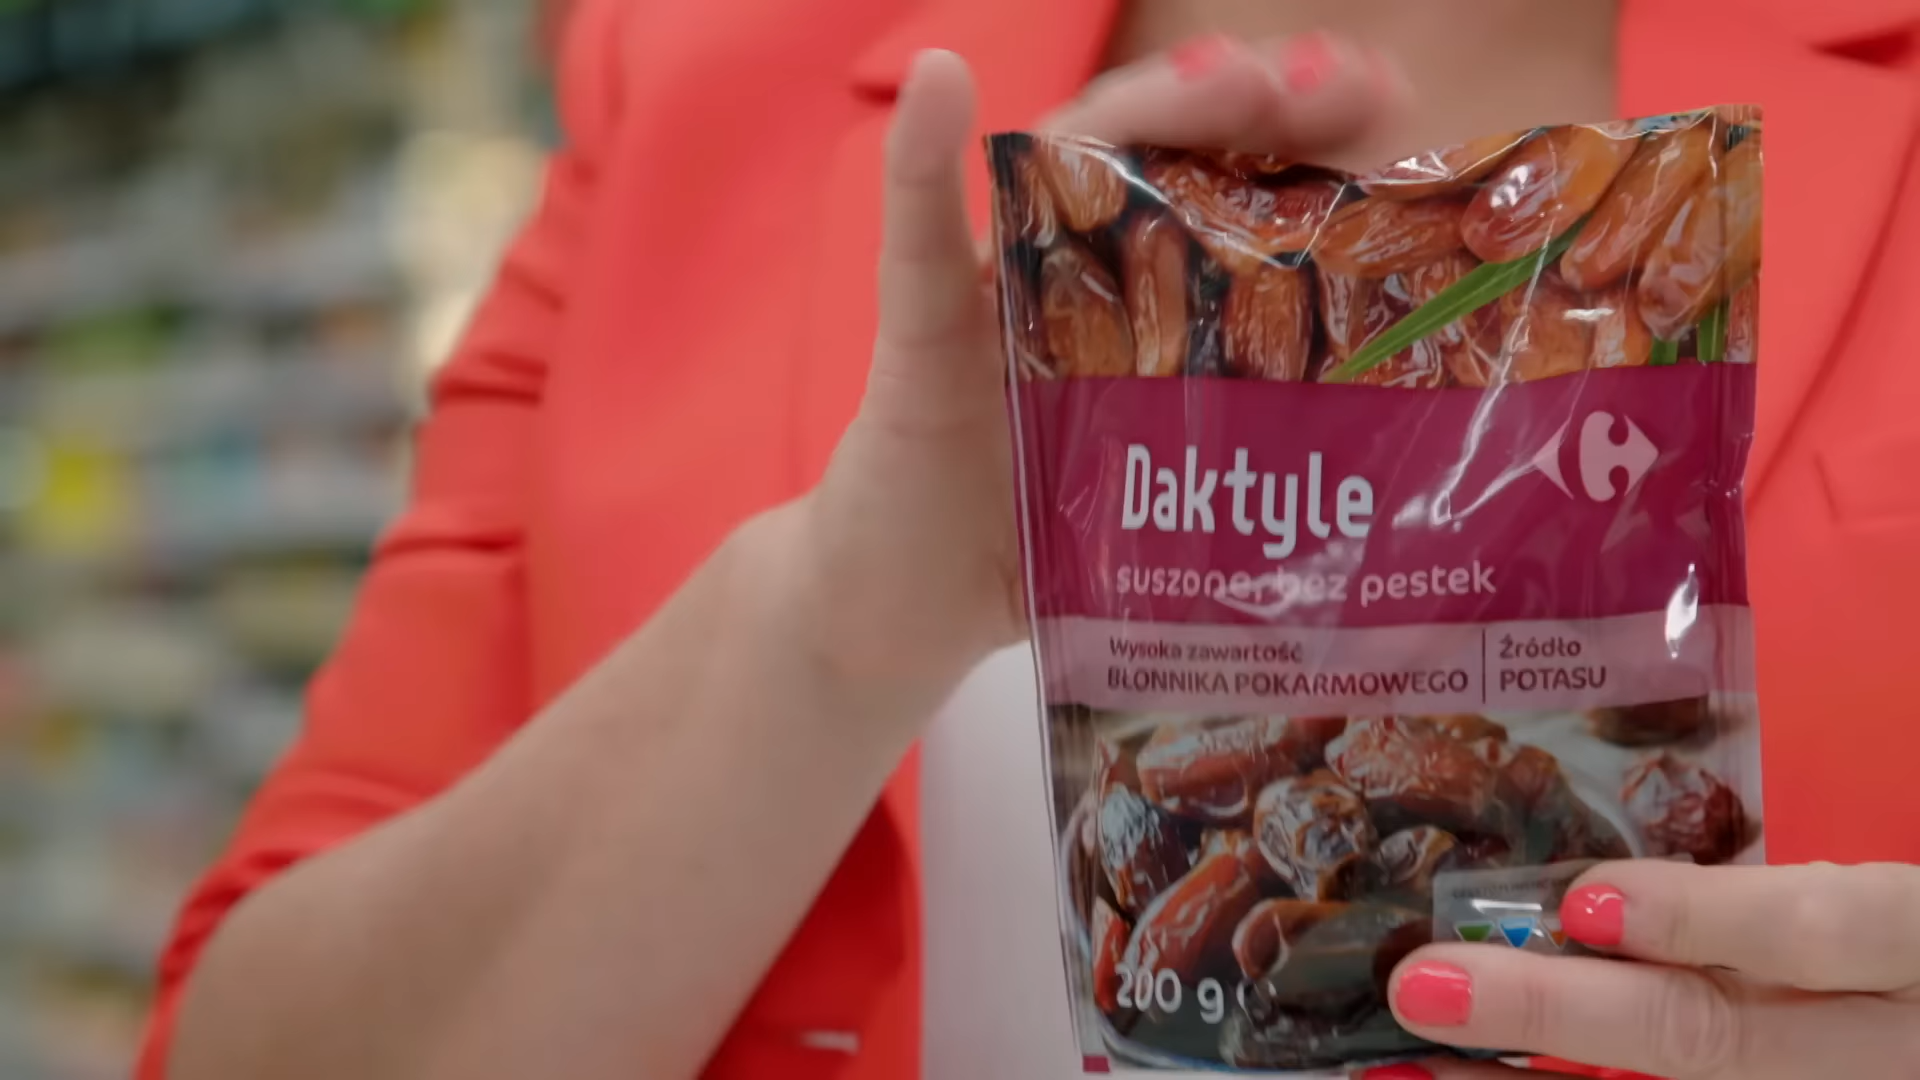 Daktyle
suszone, bez pestek
Wysoka zawartość
BŁONNIKA POKARMOWEGO
Źródło
POTASU
200 g